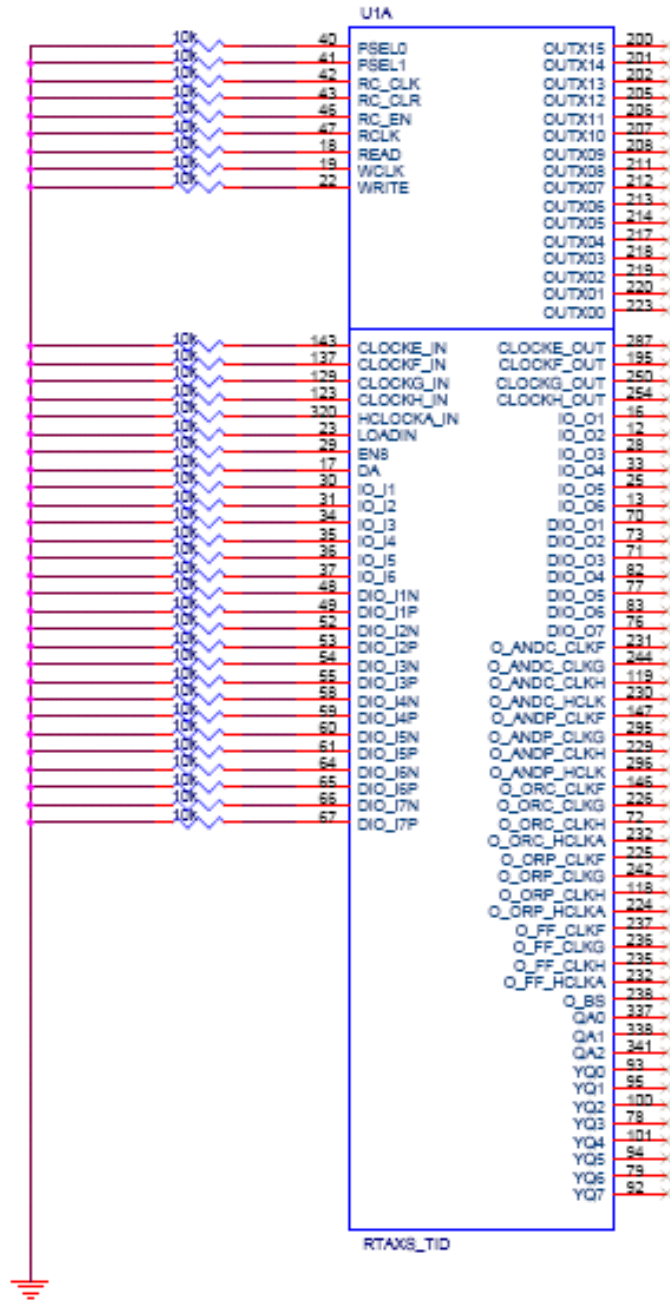 U1A
10k 40 PSEL0 OUTX15 200
10k 41 PSEL1 OUTX14 201
10k 42 RC_CLK OUTX13 202
10k 43 RC_CLR OUTX12 205
10k 46 RC_EN OUTX11 206
10k 47 RCLK OUTX10 207
10k 18 READ OUTX09 208
10k 19 WCLK OUTX08 211
10k 22 WRITE OUTX07 212
OUTX06 213
OUTX05 214
OUTX04 217
OUTX03 218
OUTX02 219
OUTX01 220
OUTX00 223
10k 143 CLOCKE_IN CLOCKE_OUT 287
10k 137 CLOCKF_IN CLOCKF_OUT 195
10k 129 CLOCKG_IN CLOCKG_OUT 250
10k 123 CLOCKH_IN CLOCKH_OUT 254
10k 320 HCLOCKA_IN IO_O1 16
10k 23 LOADIN IO_O2 12
10k 29 EN8 IO_O3 28
10k 17 DA IO_O4 33
10k 30 IO_I1 IO_O5 25
10k 31 IO_I2 IO_O6 13
10k 34 IO_I3 DIO_O1 70
10k 35 IO_I4 DIO_O2 73
10k 36 IO_I5 DIO_O3 71
10k 37 IO_I6 DIO_O4 82
10k 48 DIO_I1N DIO_O5 77
10k 49 DIO_I1P DIO_O6 83
10k 52 DIO_I2N DIO_O7 76
10k 53 DIO_I2P O_ANDC_CLKF 231
10k 54 DIO_I3N O_ANDC_CLKG 244
10k 55 DIO_I3P O_ANDC_CLKH 119
10k 58 DIO_I4N O_ANDC_HCLK 230
10k 59 DIO_I4P O_ANDP_CLKF 147
10k 60 DIO_I5N O_ANDP_CLKG 295
10k 61 DIO_I5P O_ANDP_CLKH 229
10k 64 DIO_I6N O_ANDP_HCLK 296
10k 65 DIO_I6P O_ORC_CLKF 146
10k 66 DIO_I7N O_ORC_CLKG 226
10k 67 DIO_I7P O_ORC_CLKH 72
O_ORC_HCLKA 232
O_ORP_CLKF 225
O_ORP_CLKG 242
O_ORP_CLKH 118
O_ORP_HCLKA 224
O_FF_CLKF 237
O_FF_CLKG 236
O_FF_CLKH 235
O_FF_HCLKA 232
O_BS 238
QA0 337
QA1 338
QA2 341
YQ0 93
YQ1 95
YQ2 100
YQ3 78
YQ4 101
YQ5 94
YQ6 79
YQ7 92
RTAXS_TID